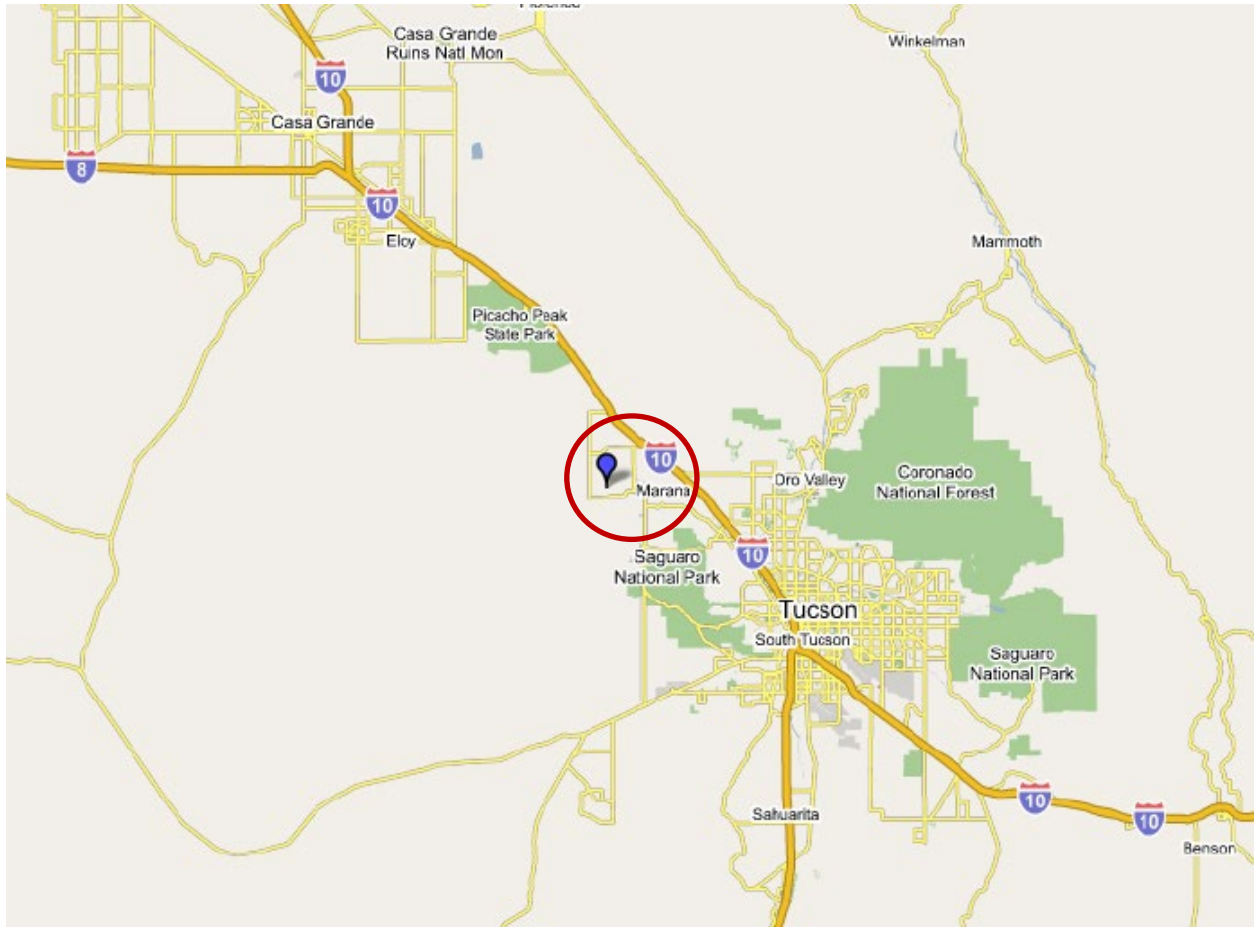 Casa Grande
Ruins Natl Mon
Winkelman
10
Casa Grande
8
10
Eloy
Mammoth
Picacho Peak
State Park
10
Marana
Oro Valley
Coronado
National Forest
10
Saguaro
National Park
Tucson
South Tucson
Saguaro
National Park
Sahuarita
10
10
Benson